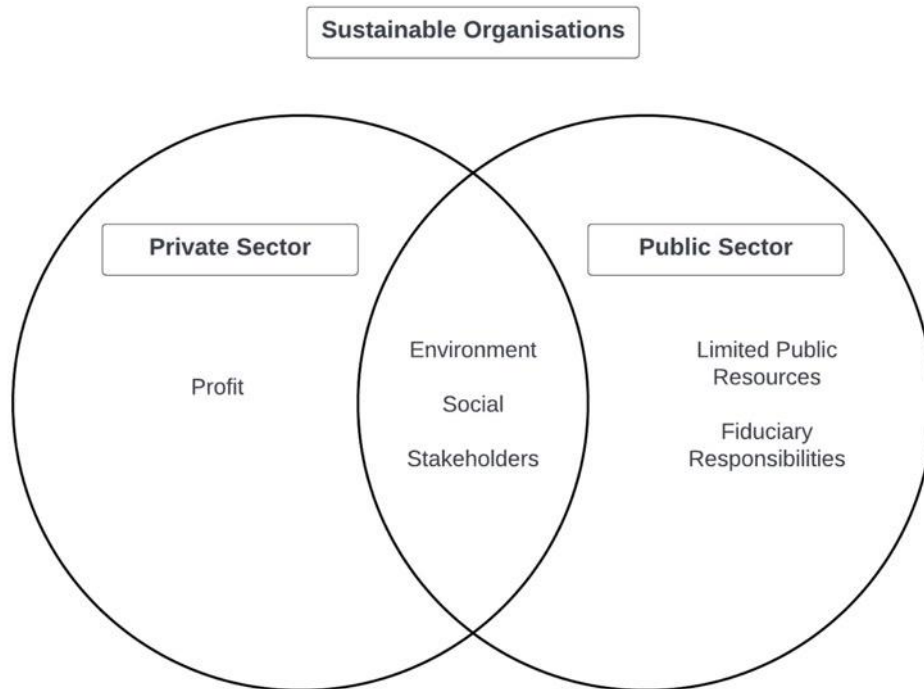 Sustainable Organisations
Private Sector
Public Sector
Profit
Environment
Social
Stakeholders
Limited Public
Resources
Fiduciary
Responsibilities